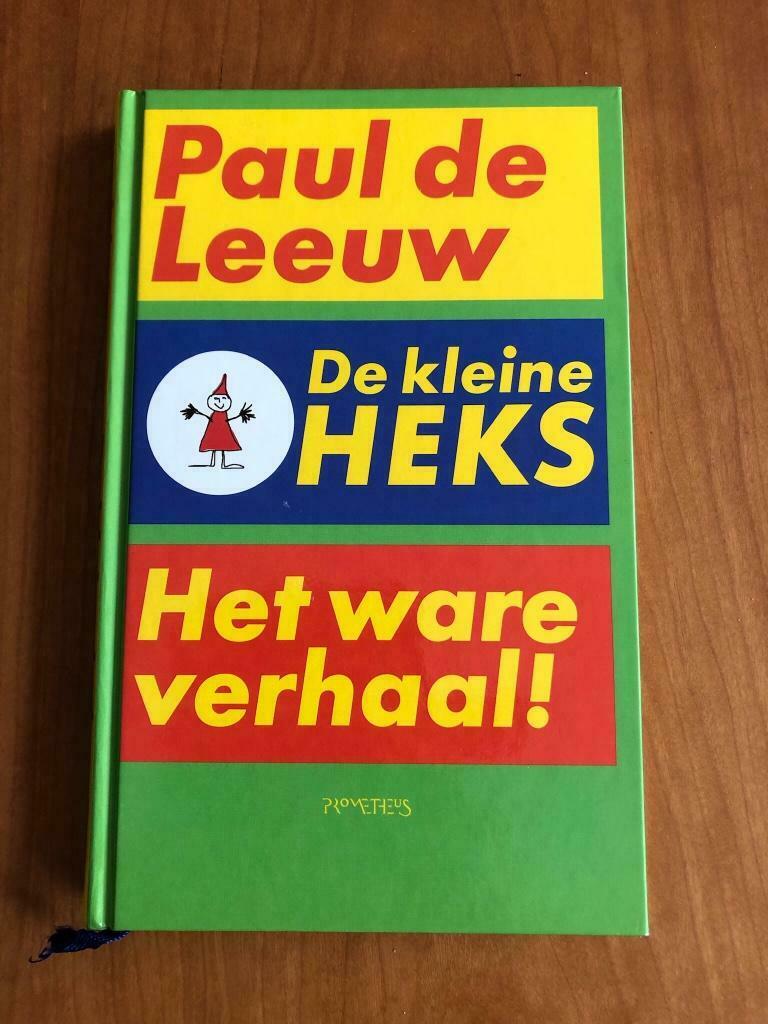 Paul de
Leeuw
De kleine
HEKS
Het ware
verhaal!
PROMETHEUS